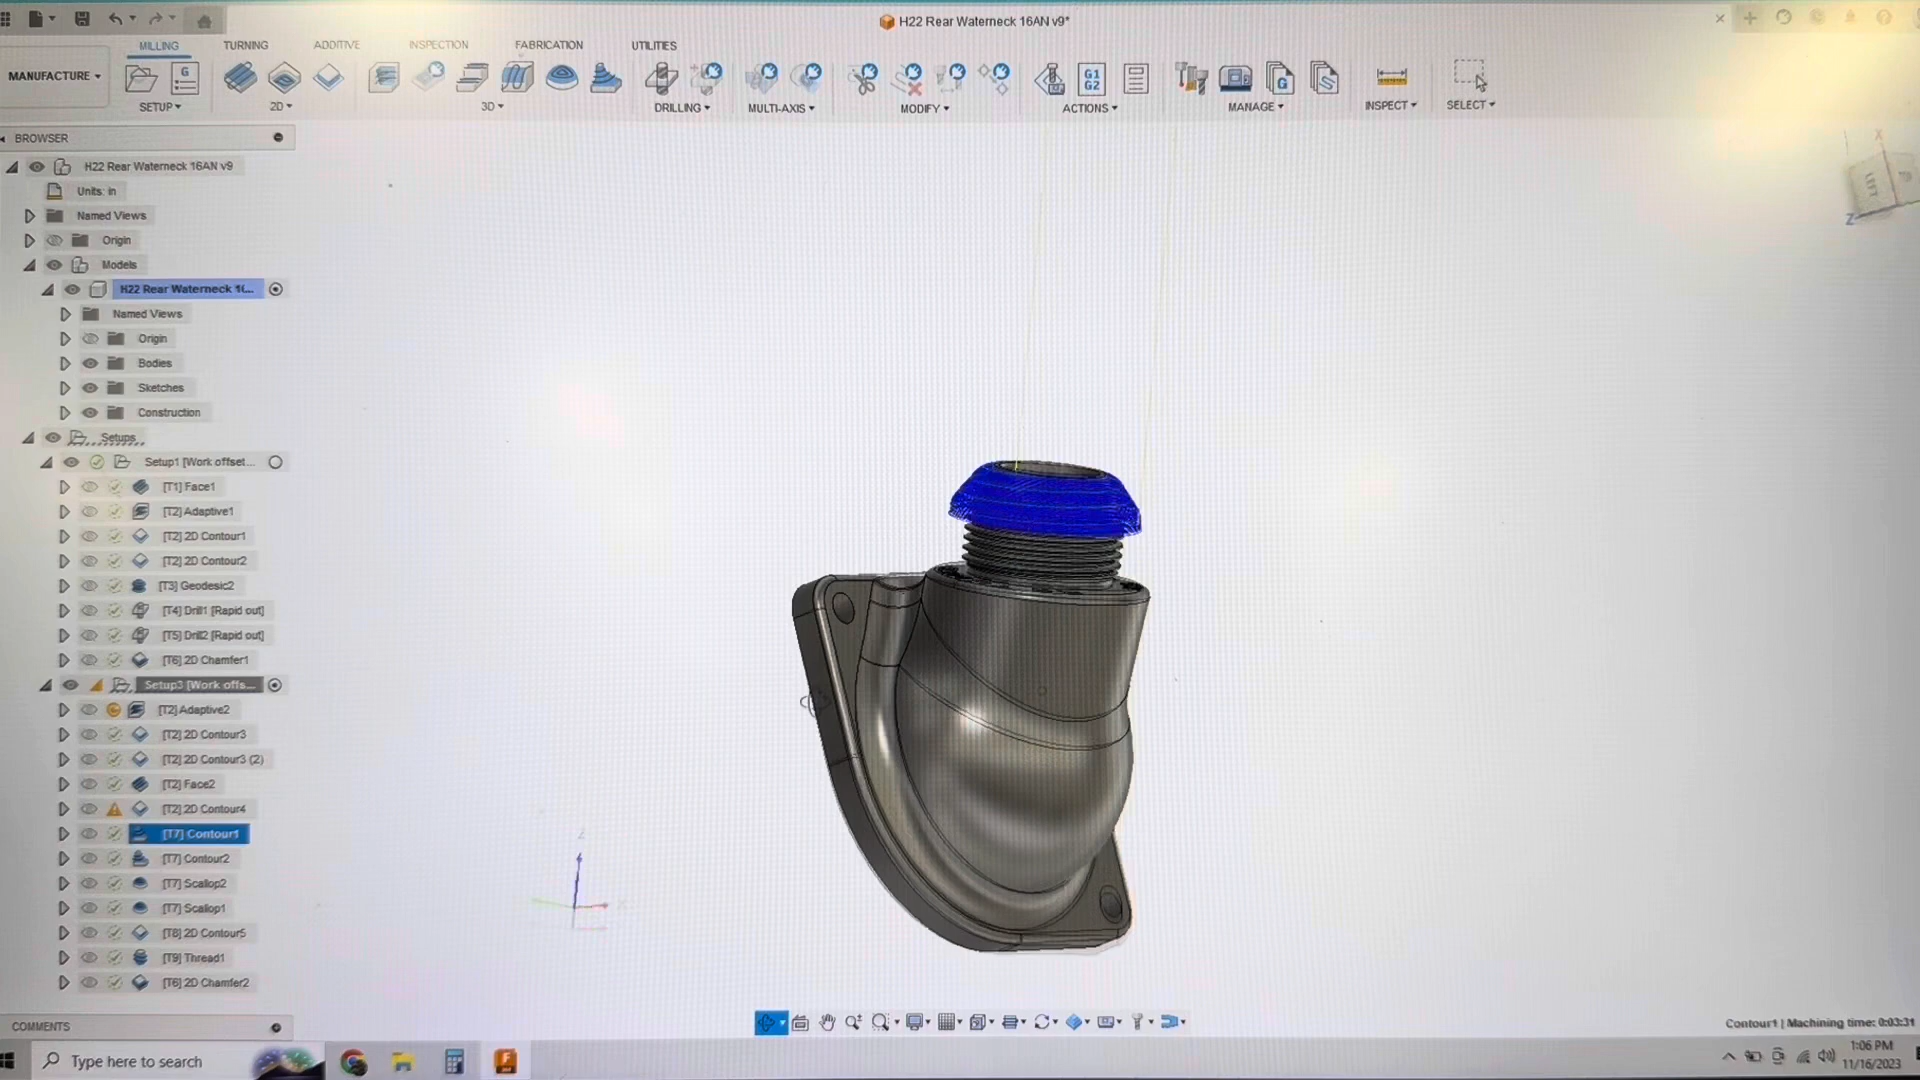 H22 Rear Waterneck 16AN v9*
MILLING TURNING ADDITIVE INSPECTION FABRICATION UTILITIES
MANUFACTURE
G G1 G2 G
SETUP 2D 3D DRILLING MULTI-AXIS MODIFY ACTIONS MANAGE INSPECT SELECT
BROWSER
H22 Rear Waterneck 16AN v9
Units: in
Named Views
Origin
Models
H22 Rear Waterneck 1(...
Named Views
Origin
Bodies
Sketches
Construction
Setups
Setup1 [Work offset...
[T1] Face1
[T2] Adaptive1
[T2] 2D Contour1
[T2] 2D Contour2
[T3] Geodesic2
[T4] Drill1 [Rapid out]
[T5] Drill2 [Rapid out]
[T6] 2D Chamfer1
Setup3 [Work offs...
[T2] Adaptive2
[T2] 2D Contour3
[T2] 2D Contour3 (2)
[T2] Face2
[T2] 2D Contour4
[T7] Contour1
[T7] Contour2
[T7] Scallop2
[T7] Scallop1
[T8] 2D Contour5
[T9] Thread1
[T6] 2D Chamfer2
COMMENTS
X
LEFT
Z
Z
Contour1 | Machining time: 0:03:31
Type here to search
F
1:06 PM
11/16/2023